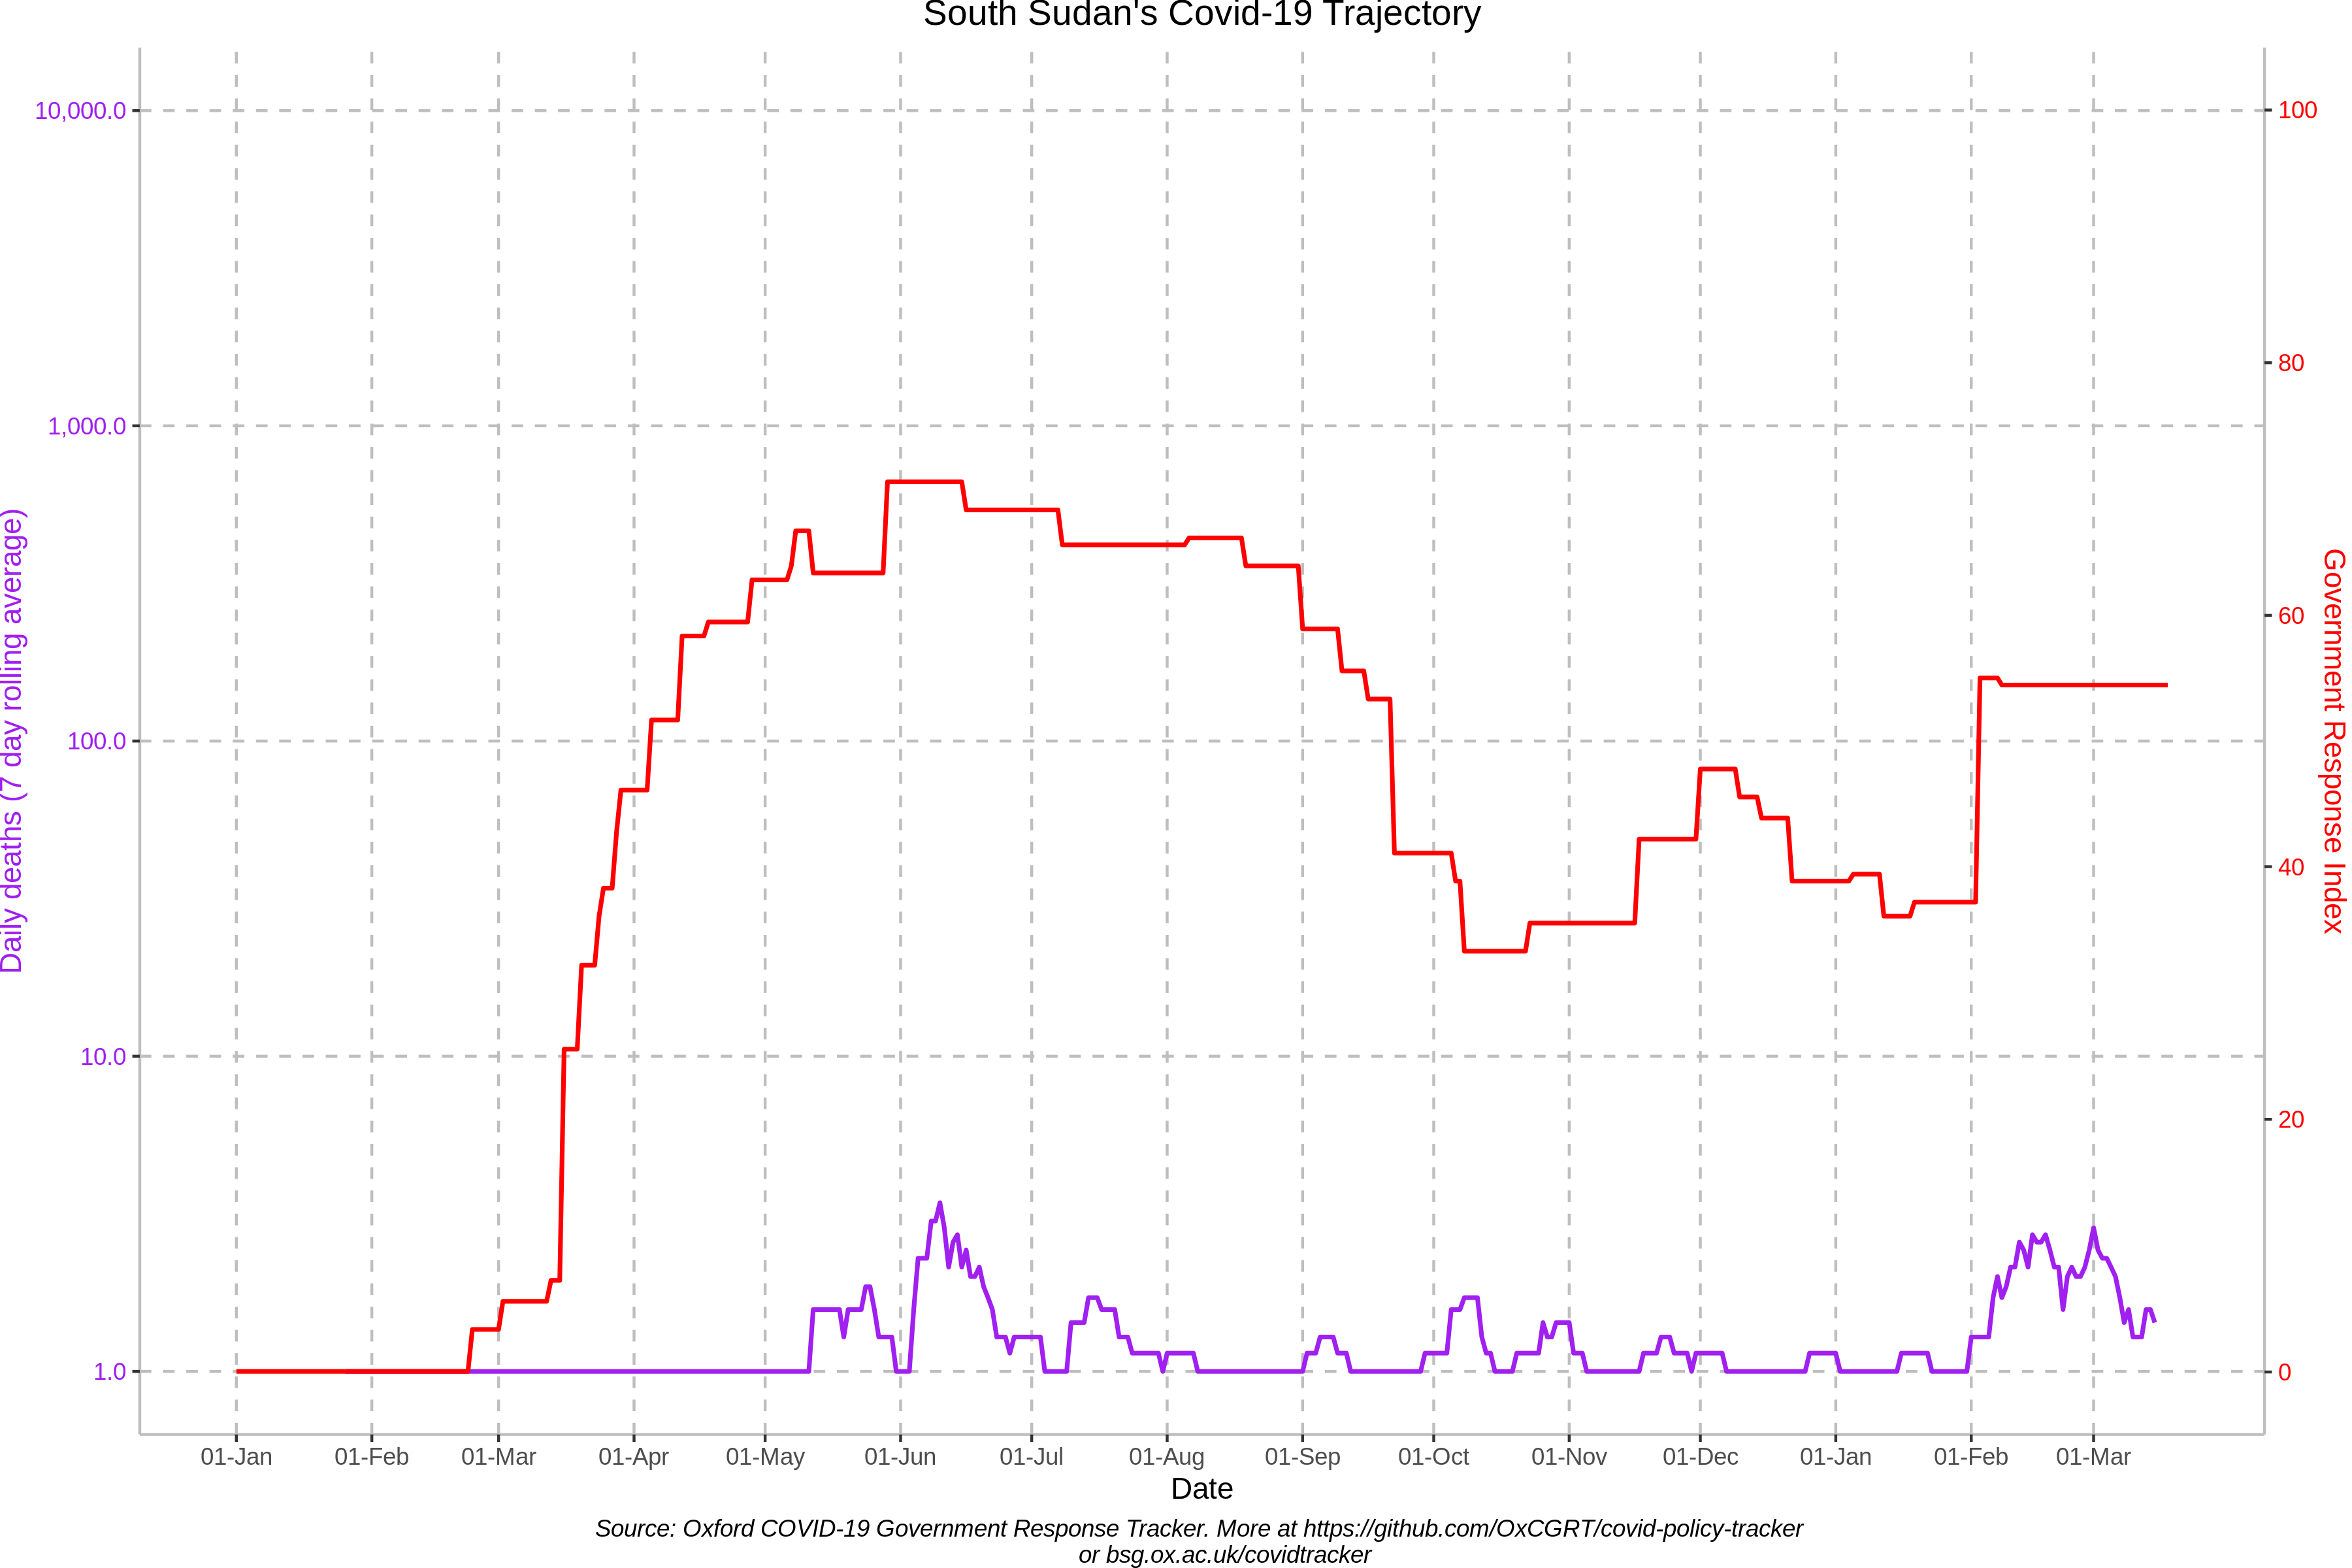 South Sudan's Covid-19 Trajectory
10,000.0
1,000.0
100.0
10.0
1.0
Daily deaths (7 day rolling average)
100
80
60
40
20
0
Government Response Index
01-Jan 01-Feb 01-Mar 01-Apr 01-May 01-Jun 01-Jul 01-Aug 01-Sep 01-Oct 01-Nov 01-Dec 01-Jan 01-Feb 01-Mar
Date
Source: Oxford COVID-19 Government Response Tracker. More at https://github.com/OxCGRT/covid-policy-tracker
or bsg.ox.ac.uk/covidtracker